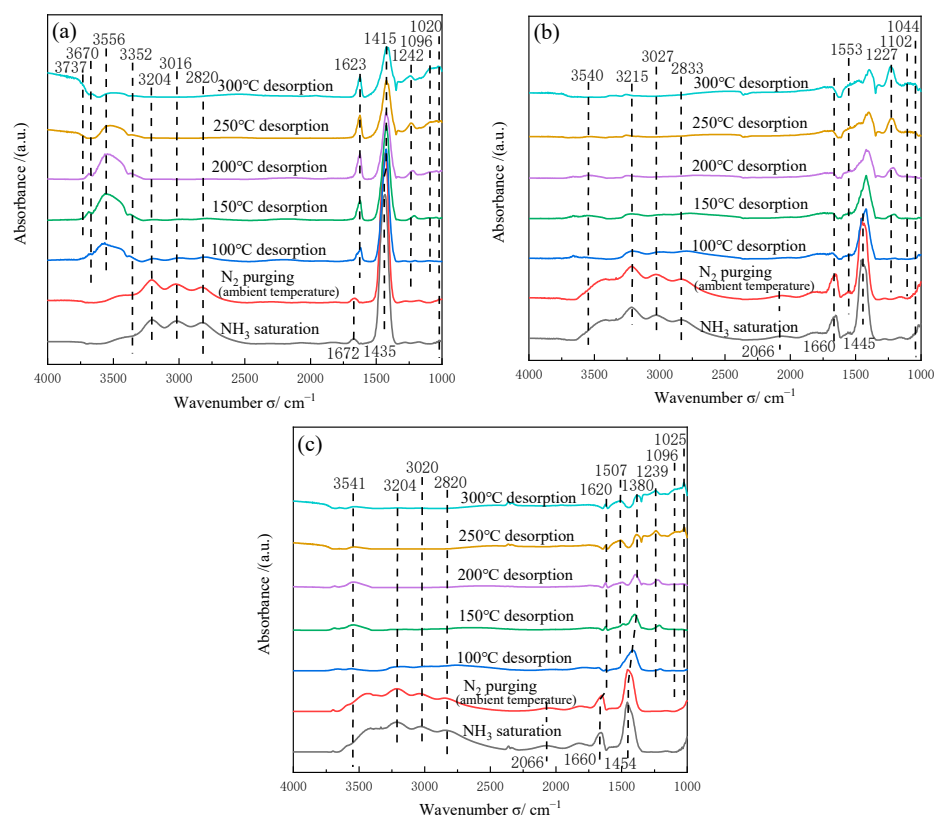 (a)
3737
3670
3556
3352
3204
3016
2820
1623
1415
1242
1096
1020
300℃ desorption
250℃ desorption
200℃ desorption
150℃ desorption
100℃ desorption
N₂ purging
(ambient temperature)
NH₃ saturation
1672
1435
Absorbance /(a.u.)
4000 3500 3000 2500 2000 1500 1000
Wavenumber σ/ cm⁻¹
(b)
3540
3215
3027
2833
1553
1227
1102
1044
300℃ desorption
250℃ desorption
200℃ desorption
150℃ desorption
100℃ desorption
N₂ purging
(ambient temperature)
NH₃ saturation
2066
1660
1445
Absorbance /(a.u.)
4000 3500 3000 2500 2000 1500 1000
Wavenumber σ/ cm⁻¹
(c)
3541
3204
3020
2820
1620
1507
1380
1239
1096
1025
300℃ desorption
250℃ desorption
200℃ desorption
150℃ desorption
100℃ desorption
N₂ purging
(ambient temperature)
NH₃ saturation
2066
1660
1454
Absorbance /(a.u.)
4000 3500 3000 2500 2000 1500 1000
Wavenumber σ/ cm⁻¹